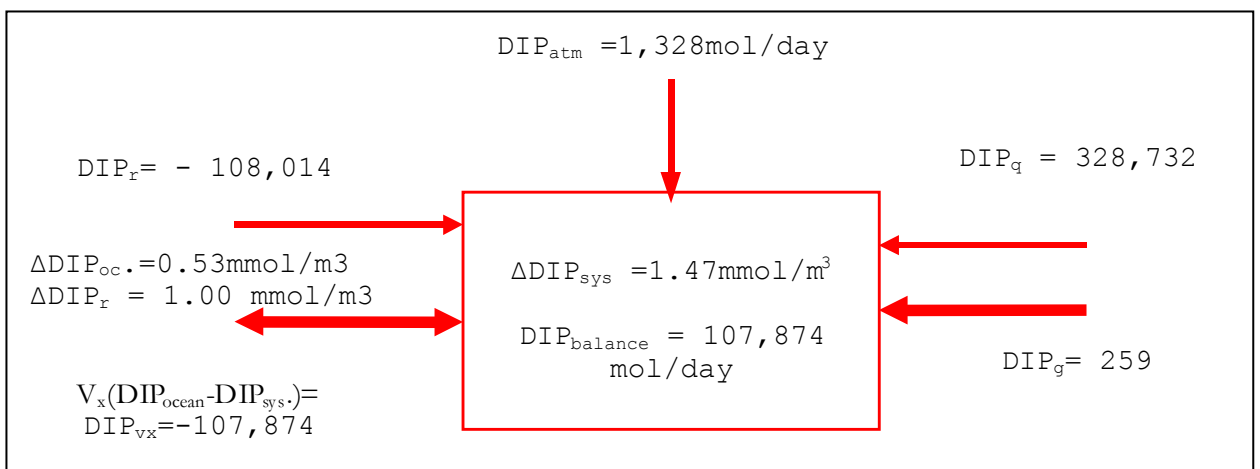 DIPatm =1,328mol/day
DIPr= - 108,014
DIPq = 328,732
ΔDIPoc.=0.53mmol/m3
ΔDIPr = 1.00 mmol/m3
ΔDIPsys =1.47mmol/m³
DIPbalance = 107,874
mol/day
DIPg= 259
Vx(DIPocean-DIPsys.)=
DIPvx=-107,874